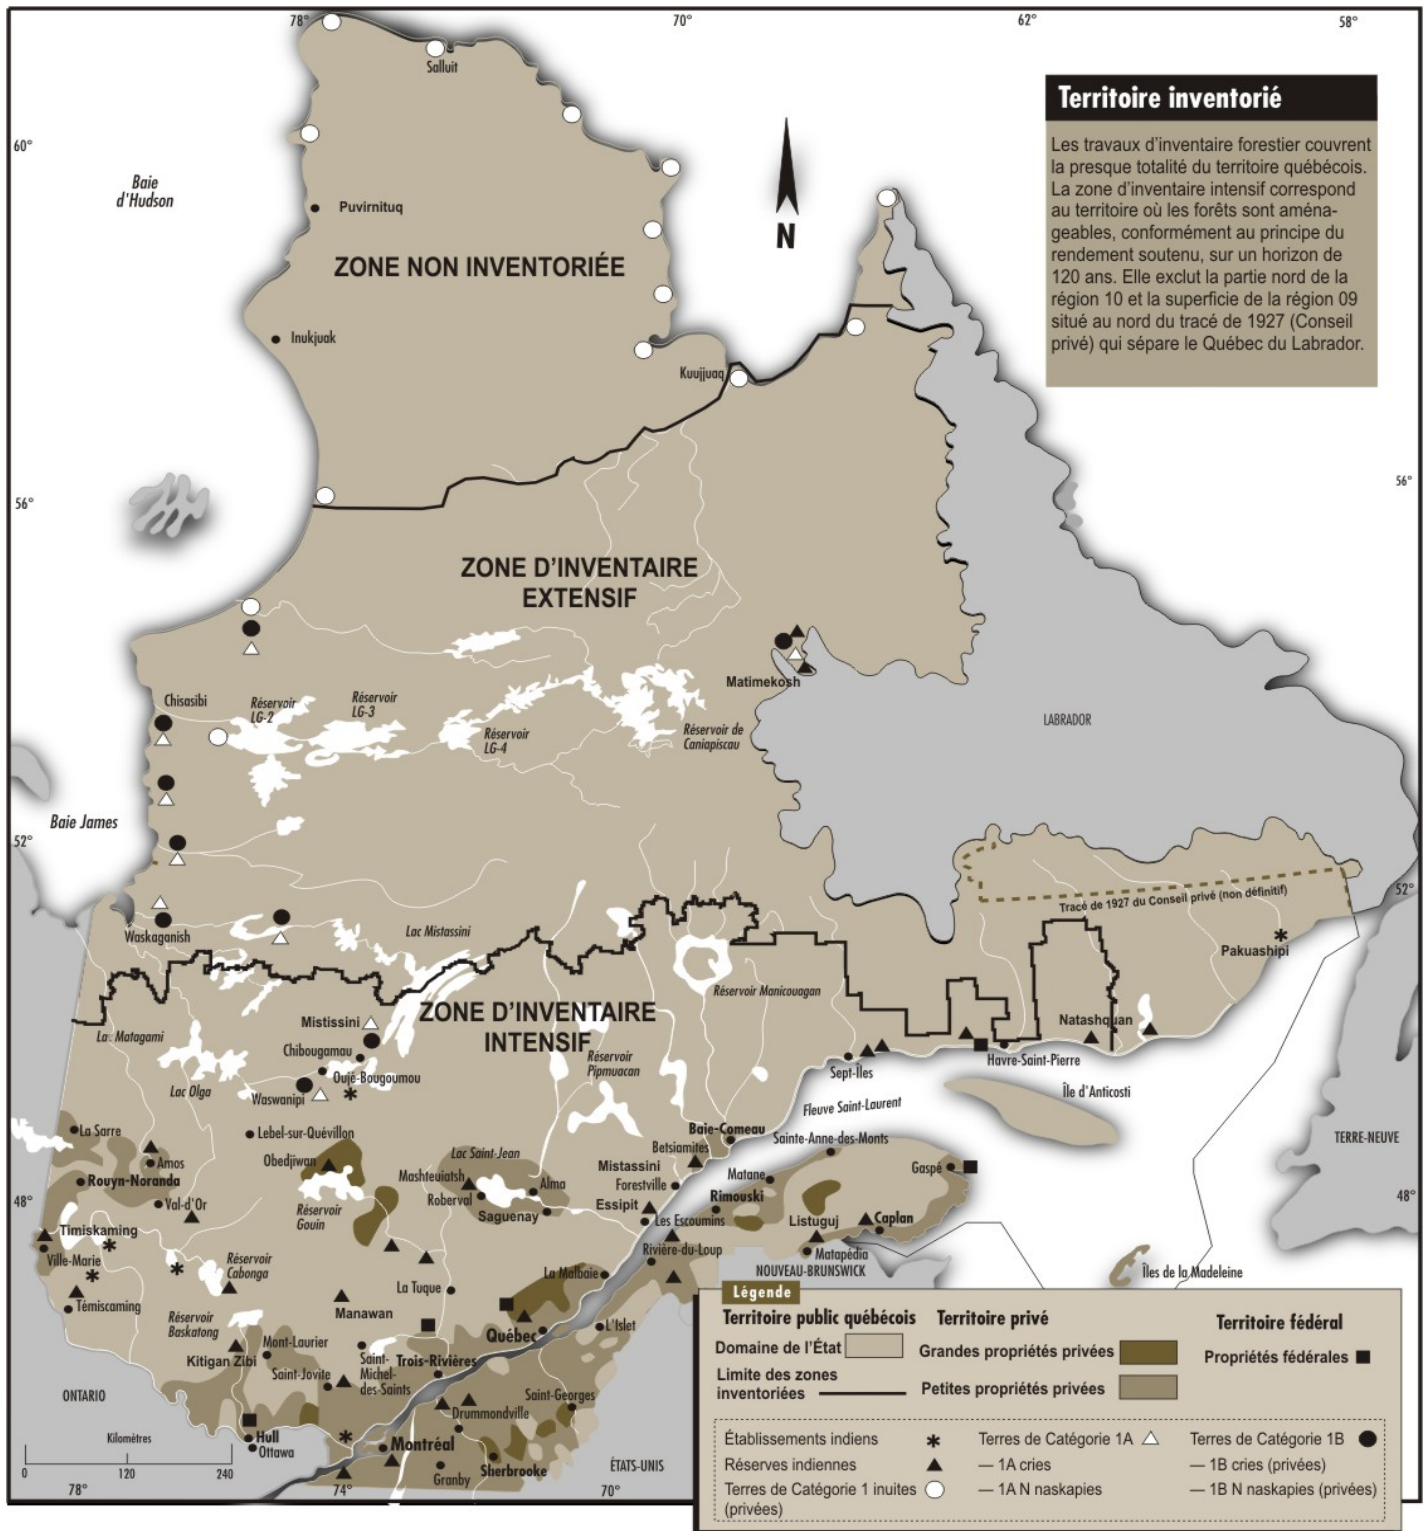 78°
70°
62°
58°
Salluit
Territoire inventorié
Les travaux d'inventaire forestier couvrent
la presque totalité du territoire québécois.
La zone d'inventaire intensif correspond
au territoire où les forêts sont aména-
geables, conformément au principe du
rendement soutenu, sur un horizon de
120 ans. Elle exclut la partie nord de la
région 10 et la superficie de la région 09
situé au nord du tracé de 1927 (Conseil
privé) qui sépare le Québec du Labrador.
60°
Baie
d'Hudson
Puvirnituq
N
ZONE NON INVENTORIÉE
Inukjuak
Kuujjuaq
56°
56°
ZONE D'INVENTAIRE
EXTENSIF
Matimekosh
Chisasibi
Réservoir
LG-2
Réservoir
LG-3
Réservoir
LG-4
Réservoir de
Caniapiscau
LABRADOR
Baie James
52°
52°
Tracé de 1927 du Conseil privé (non définitif)
Waskaganish
Lac Mistassini
Pakuashipi
Réservoir Manicouagan
ZONE D'INVENTAIRE
INTENSIF
Mistissini
Natashquan
La. Matagami
Chibougamau
Oujé-Bougoumou
Réservoir
Pipmuacan
Havre-Saint-Pierre
Sept-Îles
Lac Olga
Waswanipi
Île d'Anticosti
Fleuve Saint-Laurent
La Sarre
Lebel-sur-Quévillon
Baie-Comeau
Sainte-Anne-des-Monts
TERRE-NEUVE
Amos
Obedjiwan
Lac Saint-Jean
Betsiamites
Mistassini
Matane
Gaspé
Rouyn-Noranda
Mashteuiatsh
Alma
Forestville
48°
48°
Val-d'Or
Réservoir
Gouin
Roberval
Saguenay
Essipit
Rimouski
Les Escoumins
Listuguj
Caplan
Timiskaming
Ville-Marie
Réservoir
Cabonga
Rivière-du-Loup
Matapédia
NOUVEAU-BRUNSWICK
Îles de la Madeleine
La Malbaie
La Tuque
Témiscaming
Manawan
Réservoir
Baskatong
Québec
L'Islet
Mont-Laurier
Kitigan Zibi
Saint-
Michel-
des-Saints
Trois-Rivières
Saint-Jovite
ONTARIO
Saint-Georges
Drummondville
Hull
Ottawa
Montréal
Granby
Sherbrooke
ÉTATS-UNIS
Kilomètres
0 120 240
78°
74°
70°
Légende
Territoire public québécois
Domaine de l'État
Limite des zones
inventoriées
Territoire privé
Grandes propriétés privées
Petites propriétés privées
Territoire fédéral
Propriétés fédérales
Établissements indiens
Réserves indiennes
Terres de Catégorie 1 inuites
(privées)
Terres de Catégorie 1A
— 1A cries
— 1A N naskapies
Terres de Catégorie 1B
— 1B cries (privées)
— 1B N naskapies (privées)